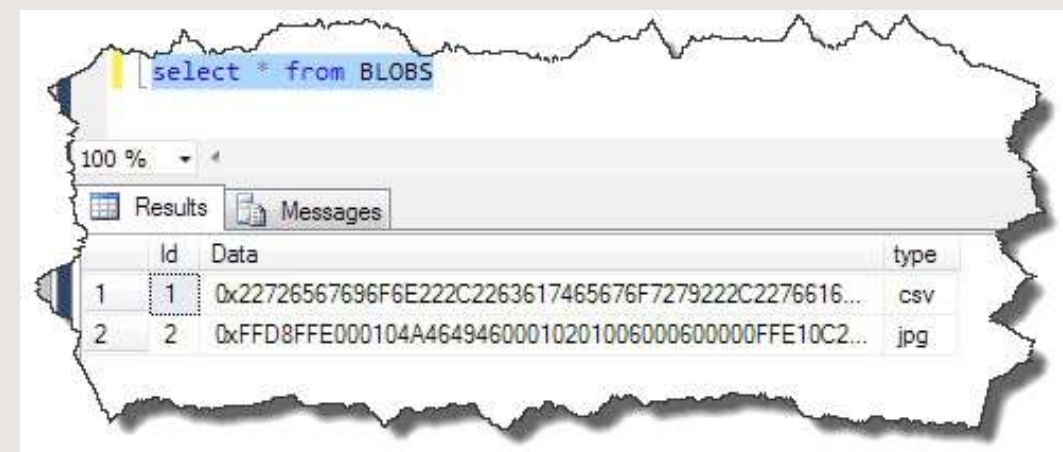 select * from BLOBS
100 %
Results Messages
Id Data type
1 1 0x22726567696F6E222C2263617465676F7279222C2276616... csv
2 2 0xFFD8FFE000104A46494600010201006000600000FFE10C2... jpg